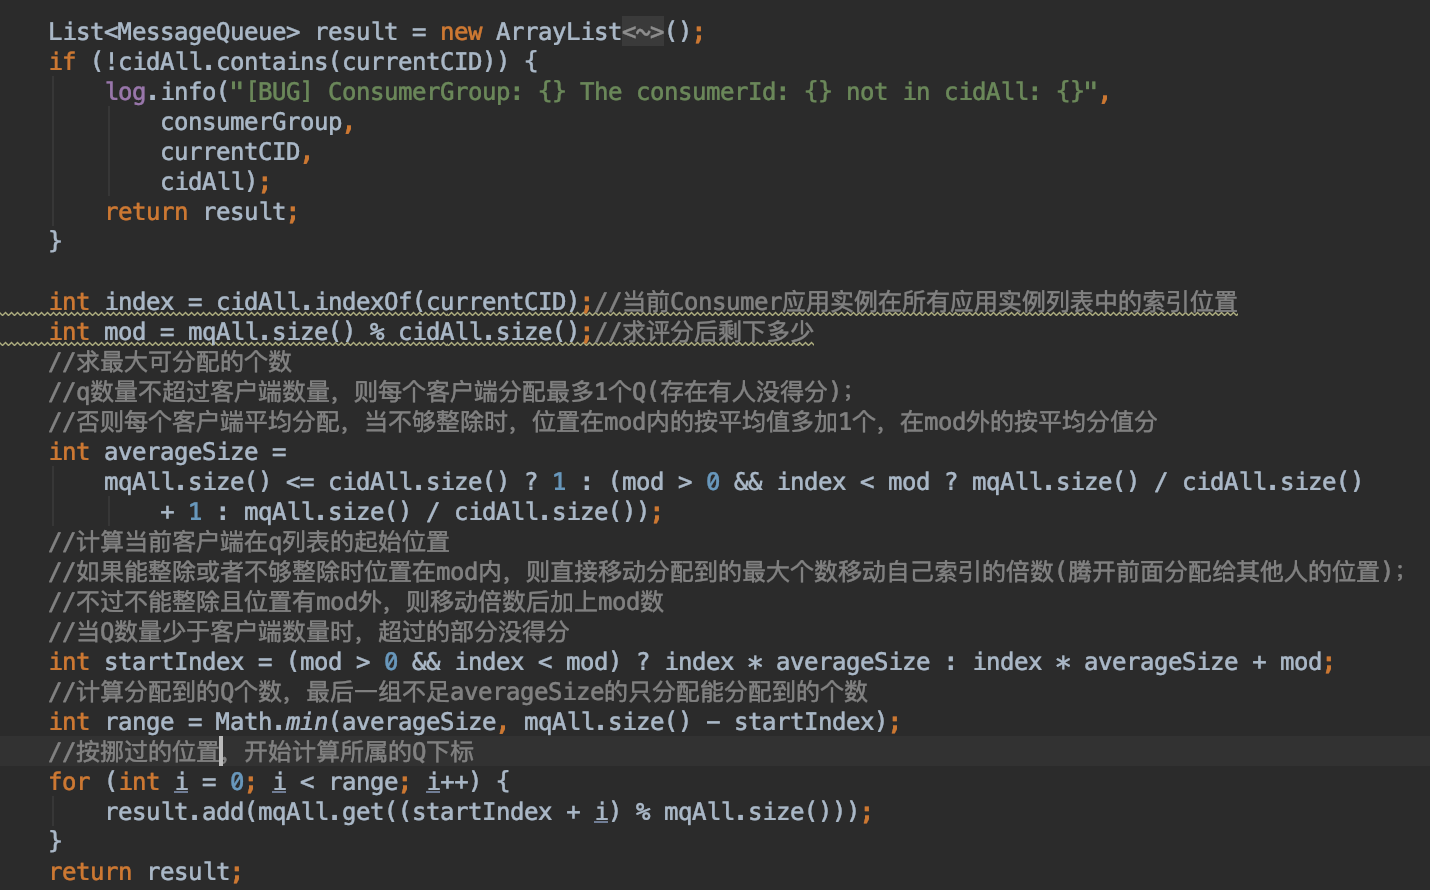 List<MessageQueue> result = new ArrayList<~>();
if (!cidAll.contains(currentCID)) {
log.info("[BUG] ConsumerGroup: {} The consumerId: {} not in cidAll: {}",
consumerGroup,
currentCID,
cidAll);
return result;
}
int index = cidAll.indexOf(currentCID);//当前Consumer应用实例在所有应用实例列表中的索引位置
int mod = mqAll.size() % cidAll.size();//求评分后剩下多少
//求最大可分配的个数
//q数量不超过客户端数量，则每个客户端分配最多1个Q(存在有人没得分)；
//否则每个客户端平均分配，当不够整除时，位置在mod内的按平均值多加1个，在mod外的按平均分值分
int averageSize =
mqAll.size() <= cidAll.size() ? 1 : (mod > 0 && index < mod ? mqAll.size() / cidAll.size()
+ 1 : mqAll.size() / cidAll.size());
//计算当前客户端在q列表的起始位置
//如果能整除或者不够整除时位置在mod内，则直接移动分配到的最大个数移动自己索引的倍数(腾开前面分配给其他人的位置)；
//不过不能整除且位置有mod外，则移动倍数后加上mod数
//当Q数量少于客户端数量时，超过的部分没得分
int startIndex = (mod > 0 && index < mod) ? index * averageSize : index * averageSize + mod;
//计算分配到的Q个数，最后一组不足averageSize的只分配能分配到的个数
int range = Math.min(averageSize, mqAll.size() - startIndex);
//按挪过的位置，开始计算所属的Q下标
for (int i = 0; i < range; i++) {
result.add(mqAll.get((startIndex + i) % mqAll.size()));
}
return result;